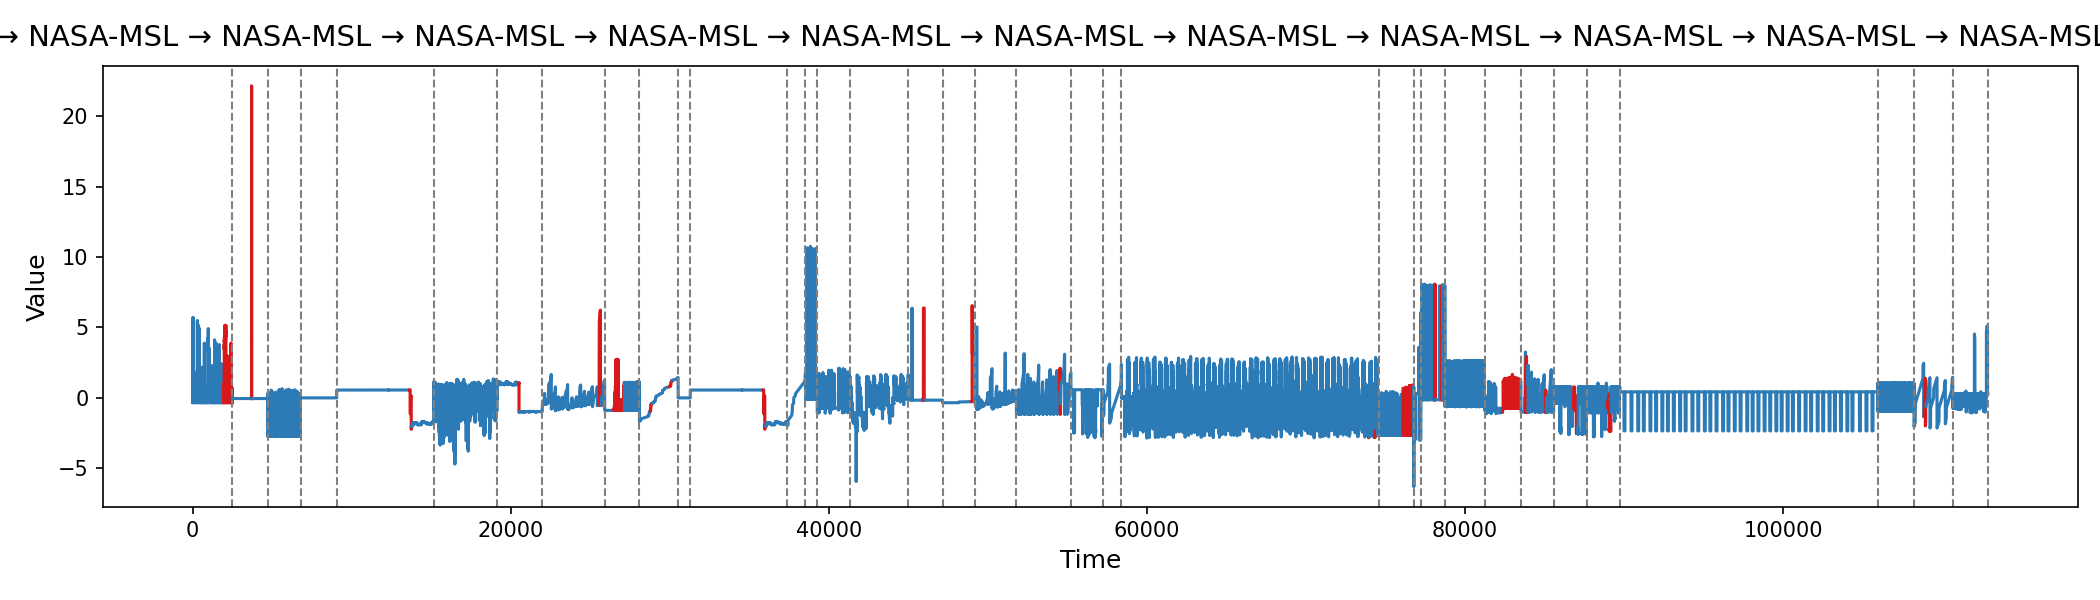 → NASA-MSL → NASA-MSL → NASA-MSL → NASA-MSL → NASA-MSL → NASA-MSL → NASA-MSL → NASA-MSL → NASA-MSL → NASA-MSL → NASA-MSL
20
15
10
5
0
−5
Value
0 20000 40000 60000 80000 100000
Time